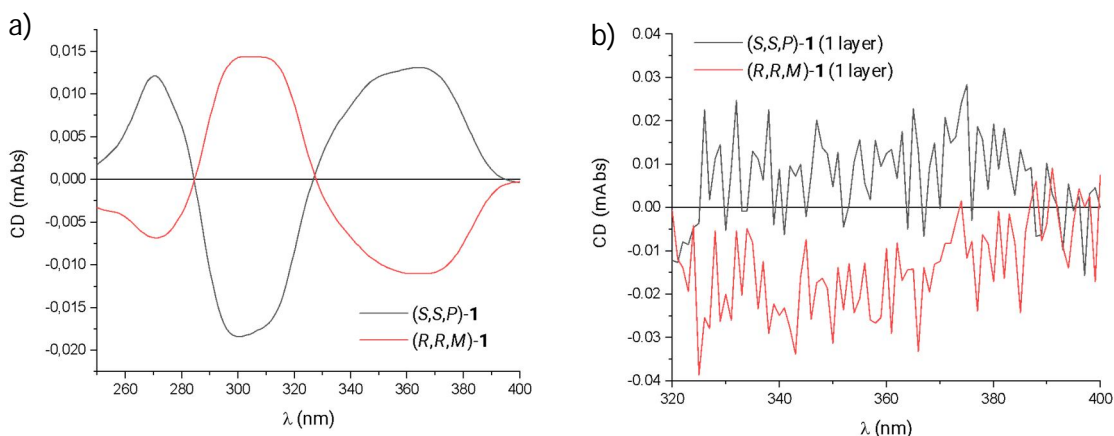 a)
CD (mAbs)
0,015
0,010
0,005
0,000
-0,005
-0,010
-0,015
-0,020
(S,S,P)-1
(R,R,M)-1
260 280 300 320 340 360 380 400
λ (nm)
b)
CD (mAbs)
(S,S,P)-1 (1 layer)
(R,R,M)-1 (1 layer)
0.04
0.03
0.02
0.01
0.00
-0.01
-0.02
-0.03
-0.04
320 340 360 380 400
λ (nm)